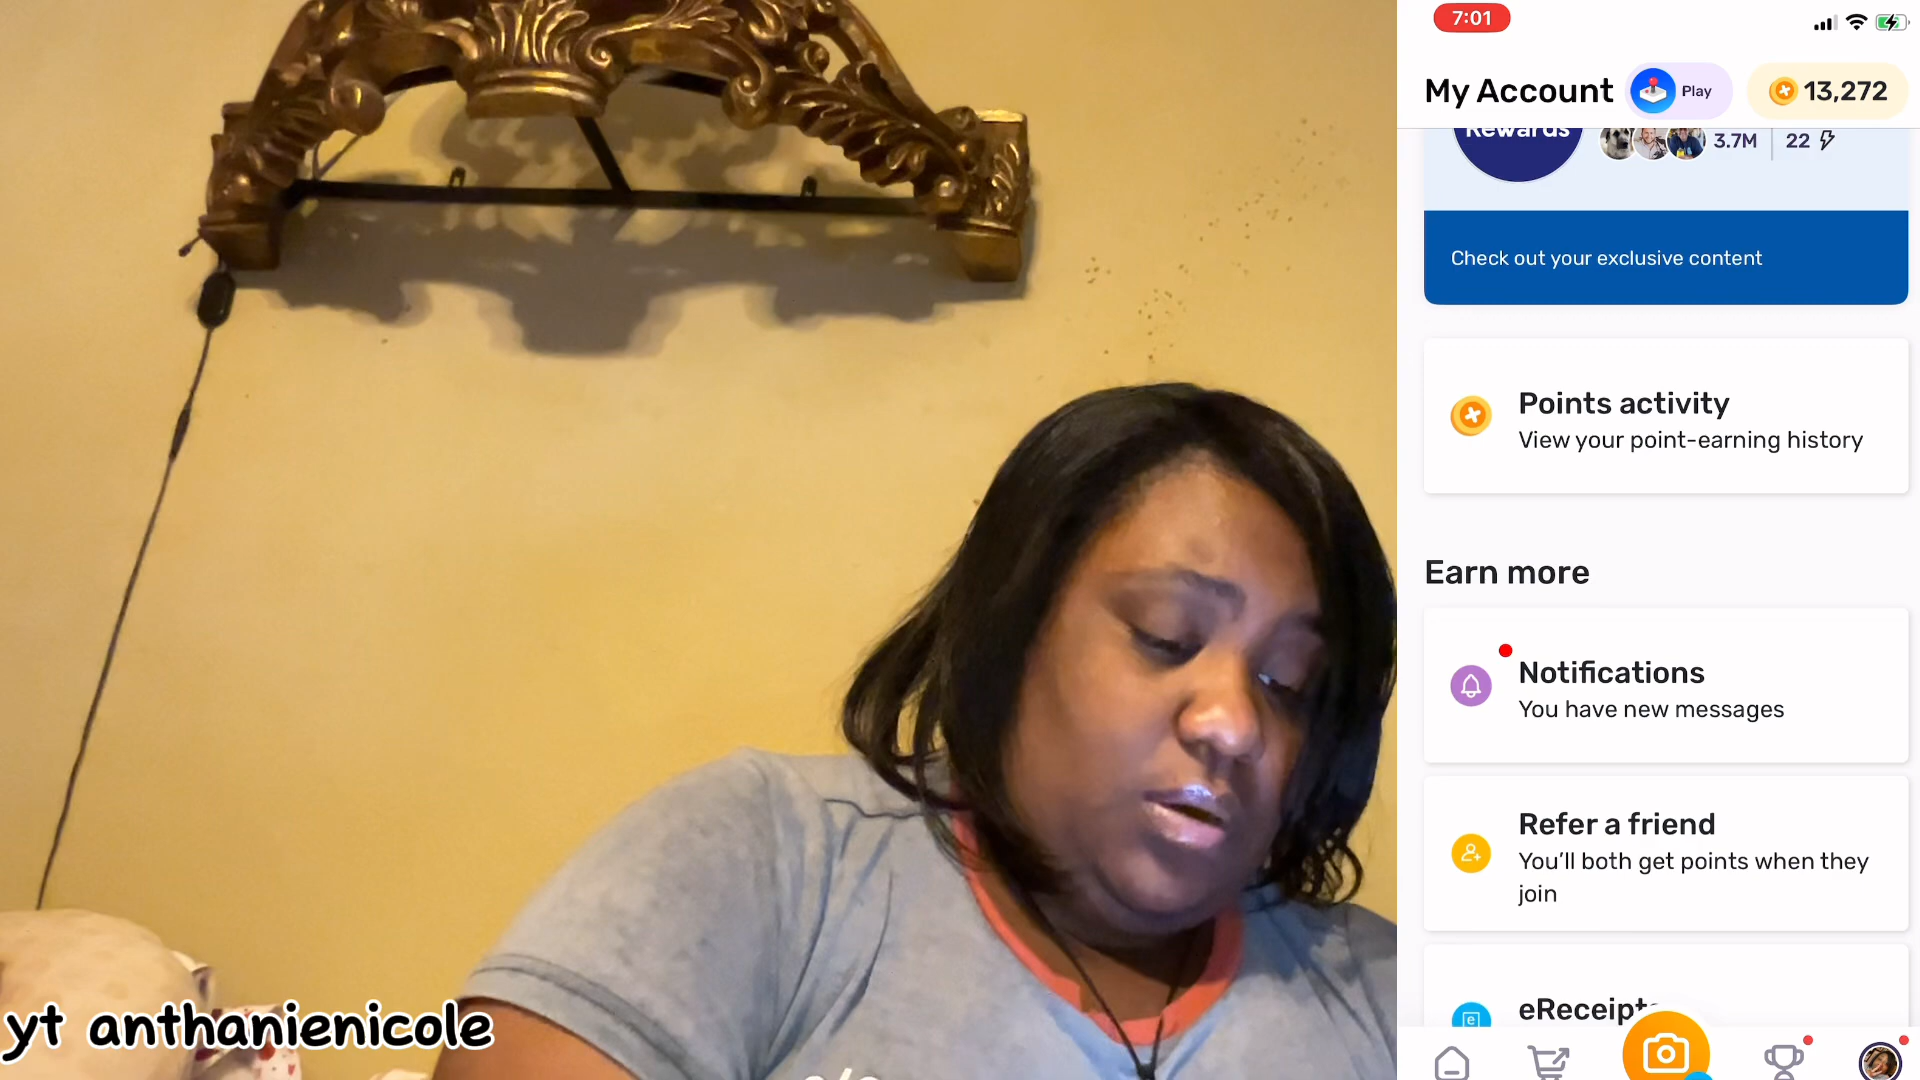 7:01
My Account
Play
13,272
Rewards
3.7M
22
Check out your exclusive content
Points activity
View your point-earning history
Earn more
Notifications
You have new messages
Refer a friend
You'll both get points when they
join
eReceipts
yt anthanienicole